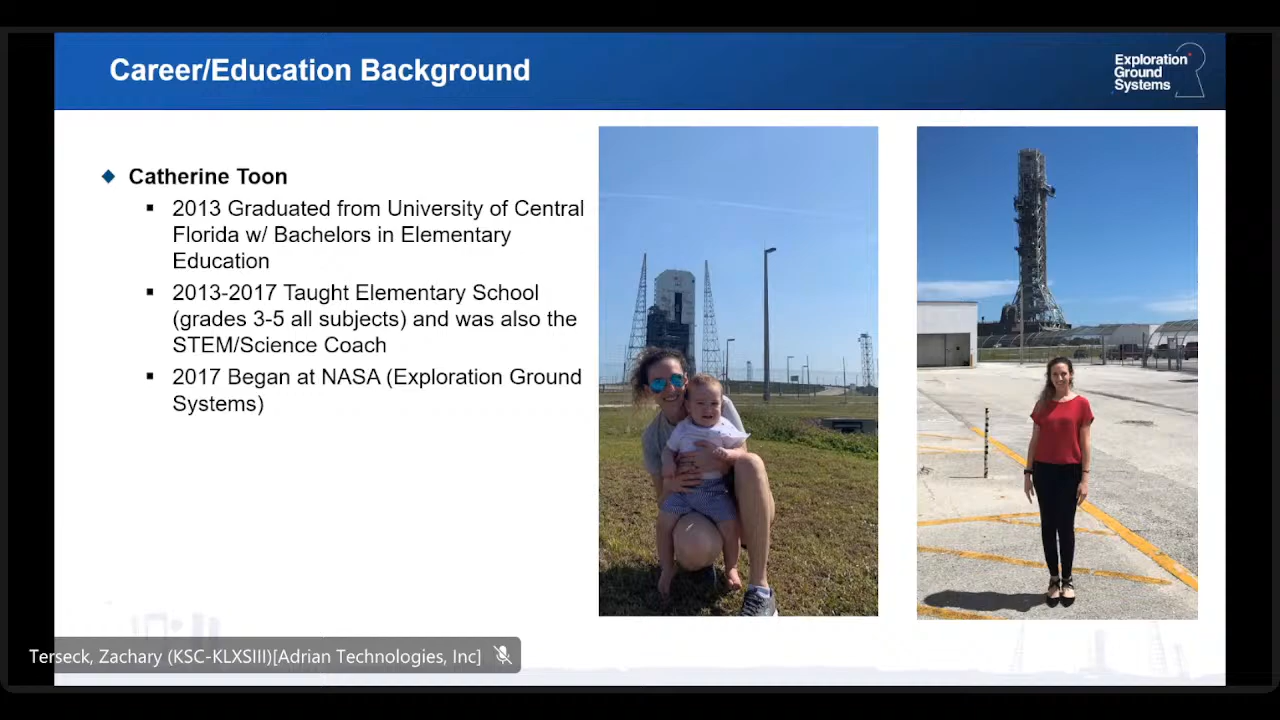 Career/Education Background
Exploration
Ground
Systems
Catherine Toon
2013 Graduated from University of Central
Florida w/ Bachelors in Elementary
Education
2013-2017 Taught Elementary School
(grades 3-5 all subjects) and was also the
STEM/Science Coach
2017 Began at NASA (Exploration Ground
Systems)
Terseck, Zachary (KSC-KLXSIII)[Adrian Technologies, Inc]